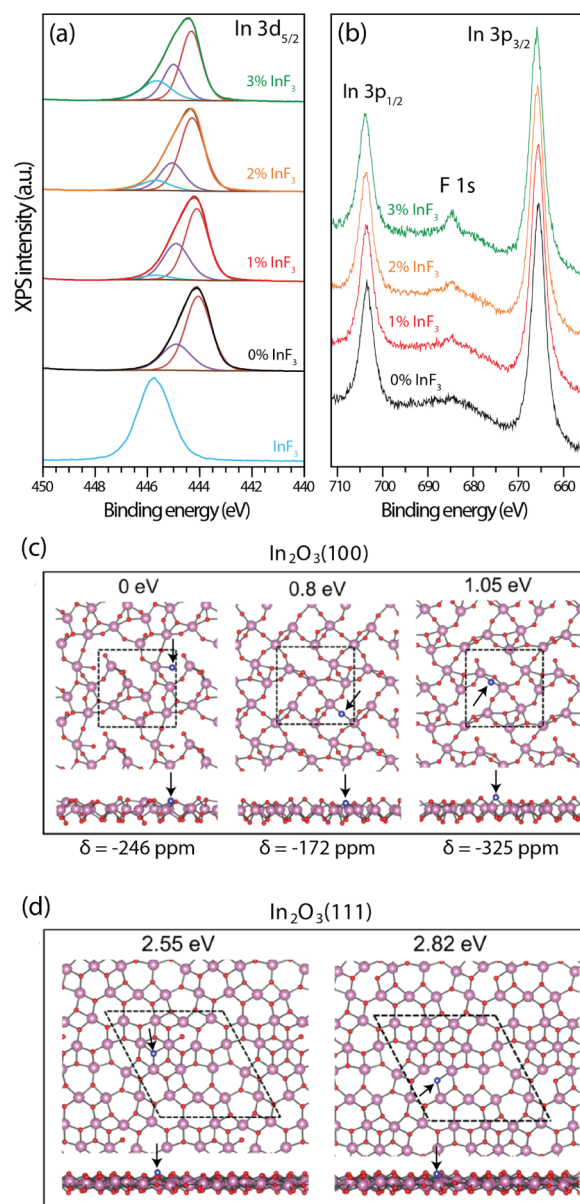 (a)
In 3d5/2
3% InF3
2% InF3
1% InF3
0% InF3
InF3
XPS intensity (a.u.)
450 448 446 444 442 440
Binding energy (eV)
(b)
In 3p3/2
In 3p1/2
F 1s
3% InF3
2% InF3
1% InF3
0% InF3
710 700 690 680 670 660
Binding energy (eV)
(c)
In2O3(100)
0 eV 0.8 eV 1.05 eV
δ = -246 ppm δ = -172 ppm δ = -325 ppm
(d)
In2O3(111)
2.55 eV 2.82 eV